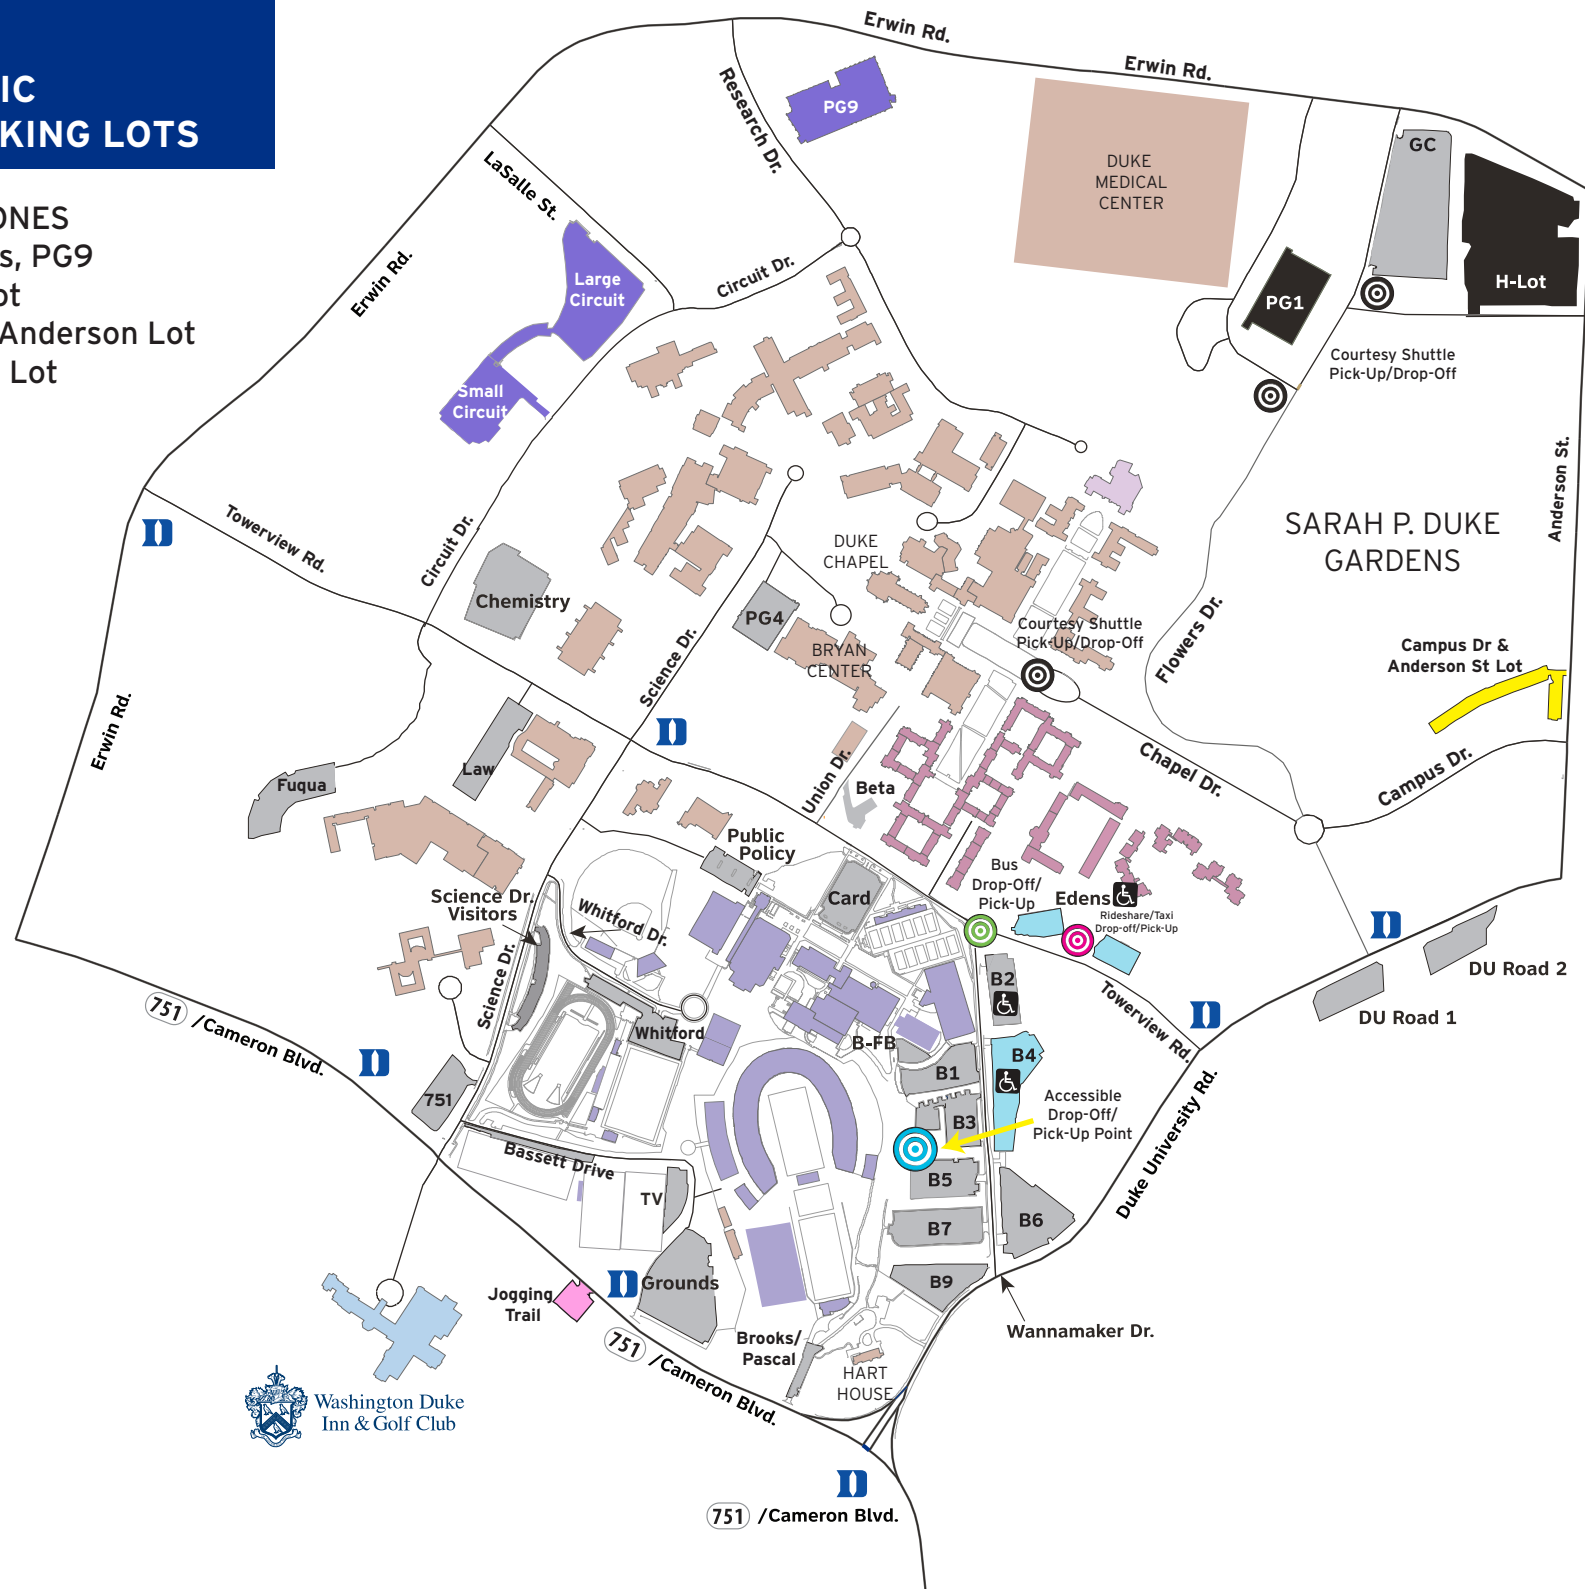 IC
KING LOTS
ONES
s, PG9
ot
Anderson Lot
Lot
Erwin Rd.
Erwin Rd.
Research Dr.
PG9
DUKE
MEDICAL
CENTER
GC
H-Lot
PG1
LaSalle St.
Erwin Rd.
Large
Circuit
Small
Circuit
Circuit Dr.
Courtesy Shuttle
Pick-Up/Drop-Off
Anderson St.
SARAH P. DUKE
GARDENS
Towerview Rd.
Circuit Dr.
Chemistry
DUKE
CHAPEL
PG4
BRYAN
CENTER
Science Dr.
Courtesy Shuttle
Pick-Up/Drop-Off
Flowers Dr.
Campus Dr &
Anderson St Lot
Erwin Rd.
Law
Fuqua
Union Dr.
Beta
Chapel Dr.
Campus Dr.
Public
Policy
Card
Bus
Drop-Off/
Pick-Up
Edens
Rideshare/Taxi
Drop-off/Pick-Up
Science Dr.
Visitors
Whitford Dr.
Science Dr.
DU Road 2
DU Road 1
B2
Towerview Rd.
751 /Cameron Blvd.
Whitford
B-FB
B1
B4
751
B3
Accessible
Drop-Off/
Pick-Up Point
Duke University Rd.
Bassett Drive
TV
B5
B6
B7
B9
Grounds
Jogging
Trail
Wannamaker Dr.
751 /Cameron Blvd.
Brooks/
Pascal
HART
HOUSE
Washington Duke
Inn & Golf Club
751 /Cameron Blvd.